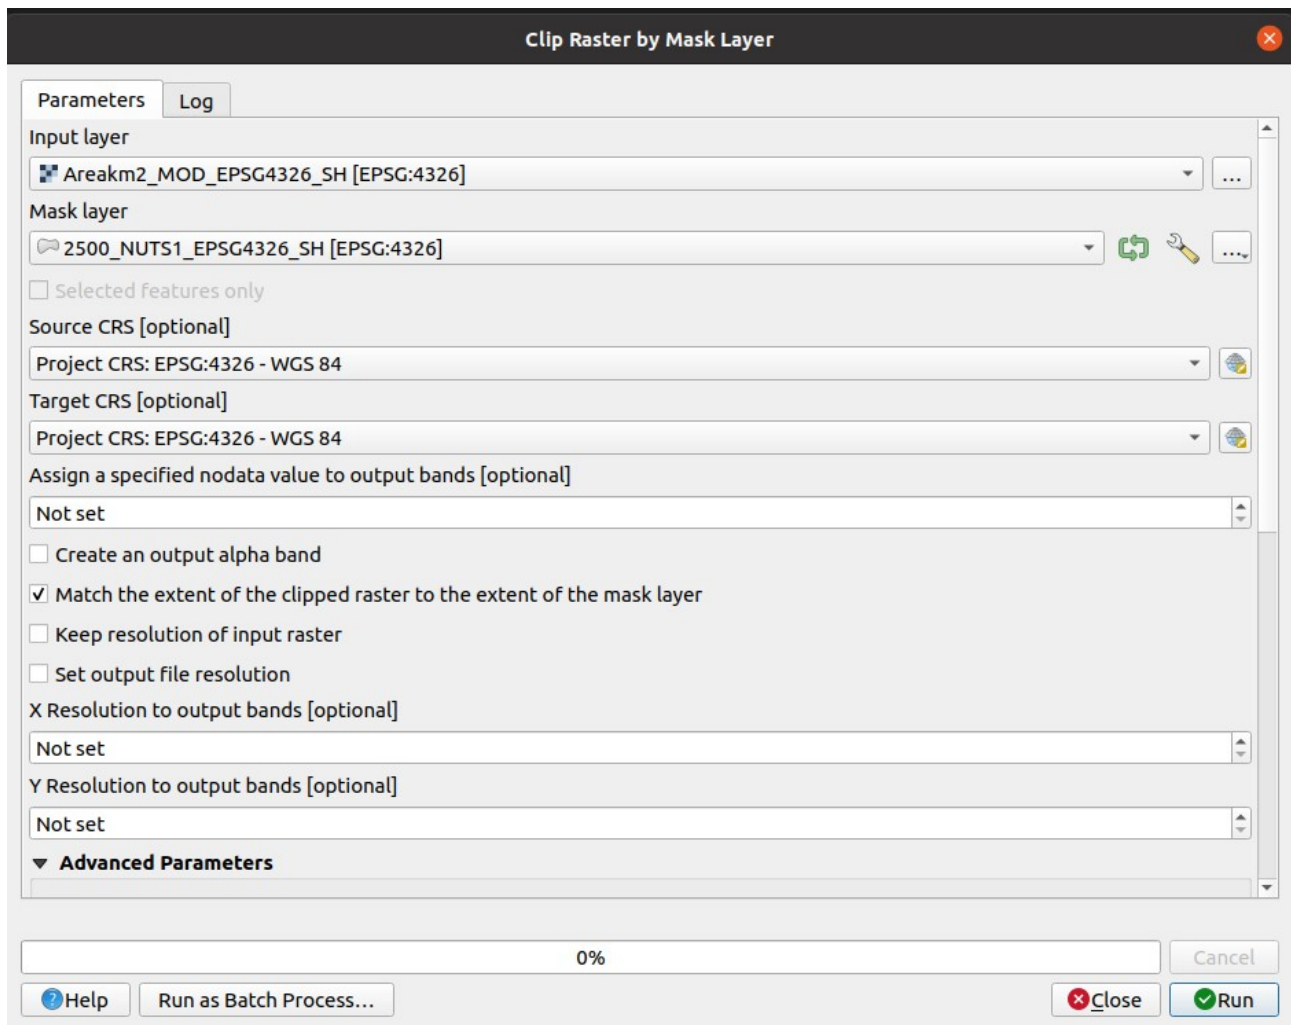 Clip Raster by Mask Layer
Parameters Log
Input layer
Areakm2_MOD_EPSG4326_SH [EPSG:4326]
...
Mask layer
2500_NUTS1_EPSG4326_SH [EPSG:4326]
...
Selected features only
Source CRS [optional]
Project CRS: EPSG:4326 - WGS 84
Target CRS [optional]
Project CRS: EPSG:4326 - WGS 84
Assign a specified nodata value to output bands [optional]
Not set
Create an output alpha band
Match the extent of the clipped raster to the extent of the mask layer
Keep resolution of input raster
Set output file resolution
X Resolution to output bands [optional]
Not set
Y Resolution to output bands [optional]
Not set
Advanced Parameters
0% Cancel
Help Run as Batch Process... Close Run